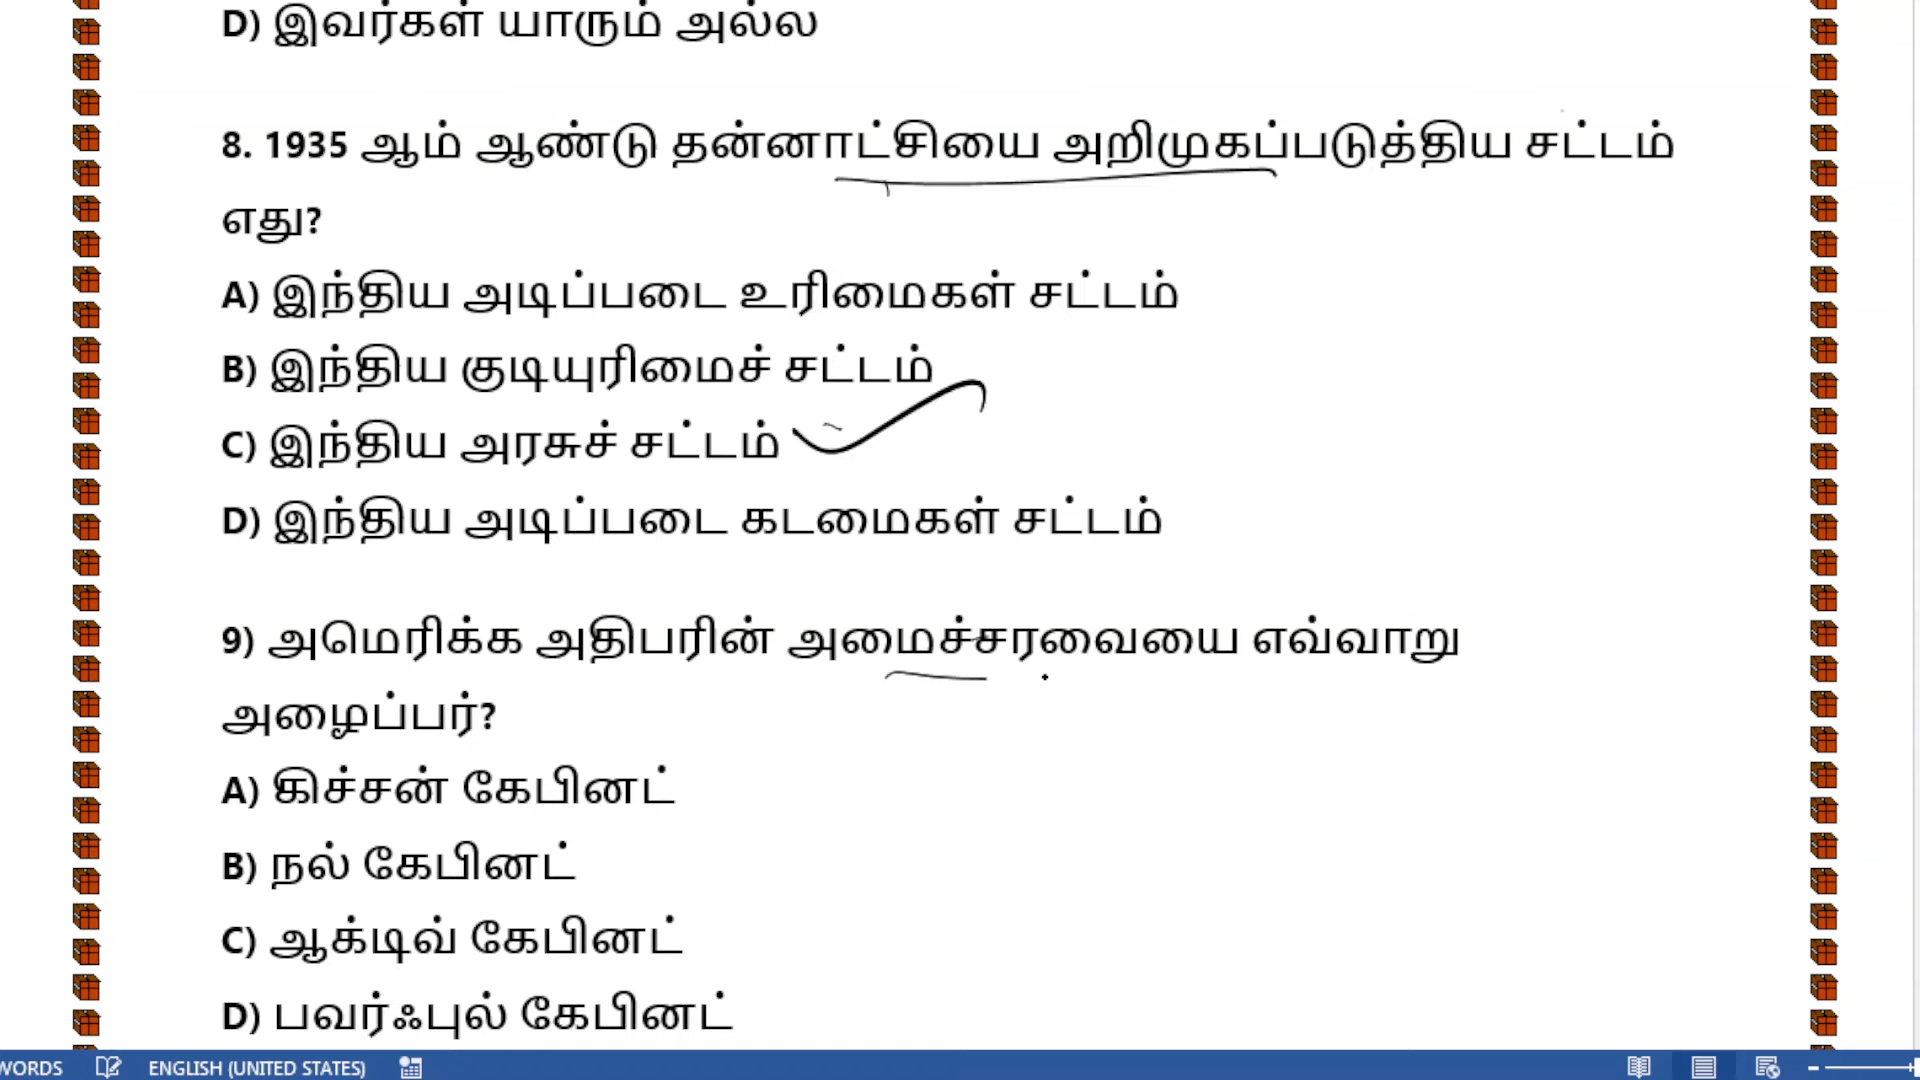 D) இவர்கள் யாரும் அல்ல
8. 1935 ஆம் ஆண்டு தன்னாட்சியை அறிமுகப்படுத்திய சட்டம்
எது?
A) இந்திய அடிப்படை உரிமைகள் சட்டம்
B) இந்திய குடியுரிமைச் சட்டம்
C) இந்திய அரசுச் சட்டம்
D) இந்திய அடிப்படை கடமைகள் சட்டம்
9) அமெரிக்க அதிபரின் அமைச்சரவையை எவ்வாறு
அழைப்பர்?
A) கிச்சன் கேபினட்
B) நல் கேபினட்
C) ஆக்டிவ் கேபினட்
D) பவர்ஃபுல் கேபினட்
WORDS ENGLISH (UNITED STATES)